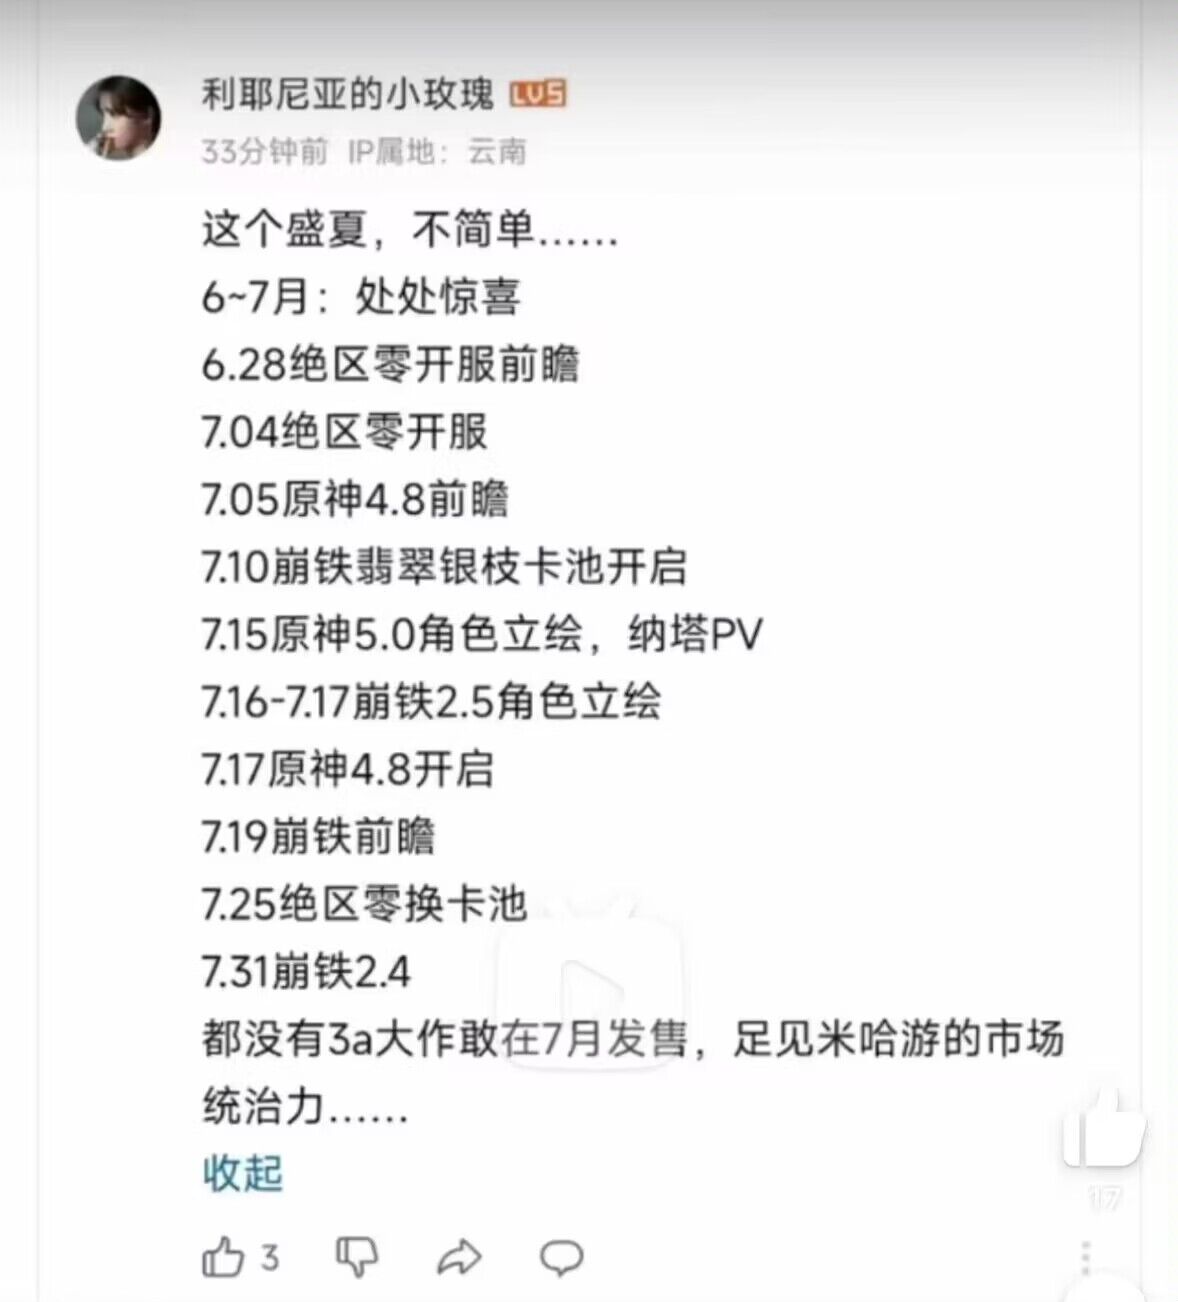 利耶尼亚的小玫瑰 LV5
33分钟前 IP属地：云南
这个盛夏，不简单……
6~7月：处处惊喜
6.28绝区零开服前瞻
7.04绝区零开服
7.05原神4.8前瞻
7.10崩铁翡翠银枝卡池开启
7.15原神5.0角色立绘，纳塔PV
7.16-7.17崩铁2.5角色立绘
7.17原神4.8开启
7.19崩铁前瞻
7.25绝区零换卡池
7.31崩铁2.4
都没有3a大作敢在7月发售，足见米哈游的市场
统治力……
收起
3
17